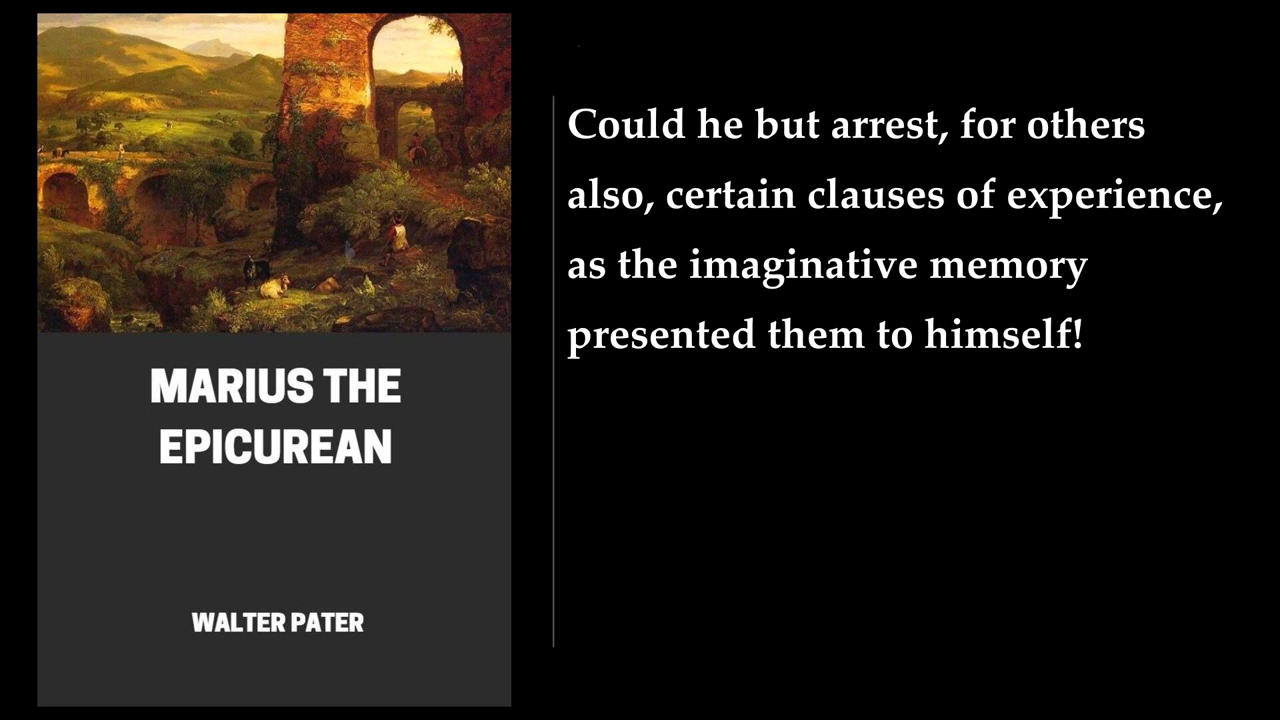 MARIUS THE
EPICUREAN
WALTER PATER
Could he but arrest, for others
also, certain clauses of experience,
as the imaginative memory
presented them to himself!